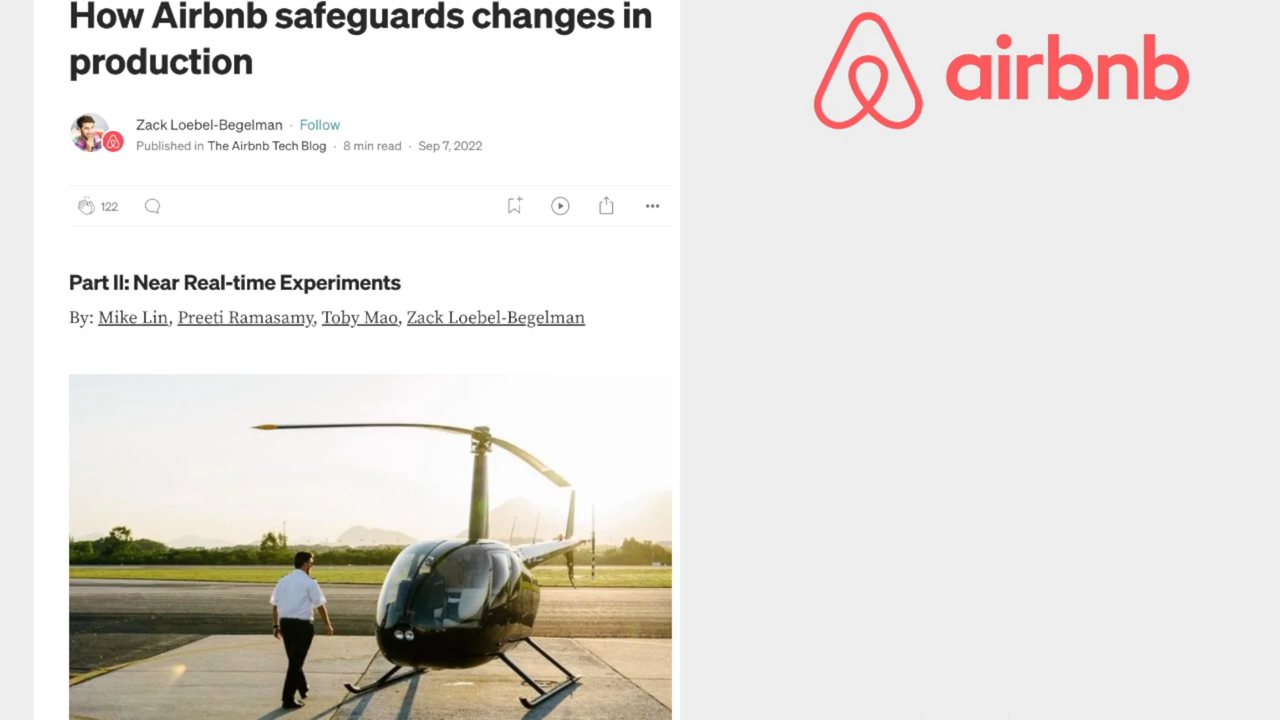 How Airbnb safeguards changes in
production
Zack Loebel-Begelman · Follow
Published in The Airbnb Tech Blog · 8 min read · Sep 7, 2022
122
Part II: Near Real-time Experiments
By: Mike Lin, Preeti Ramasamy, Toby Mao, Zack Loebel-Begelman
airbnb